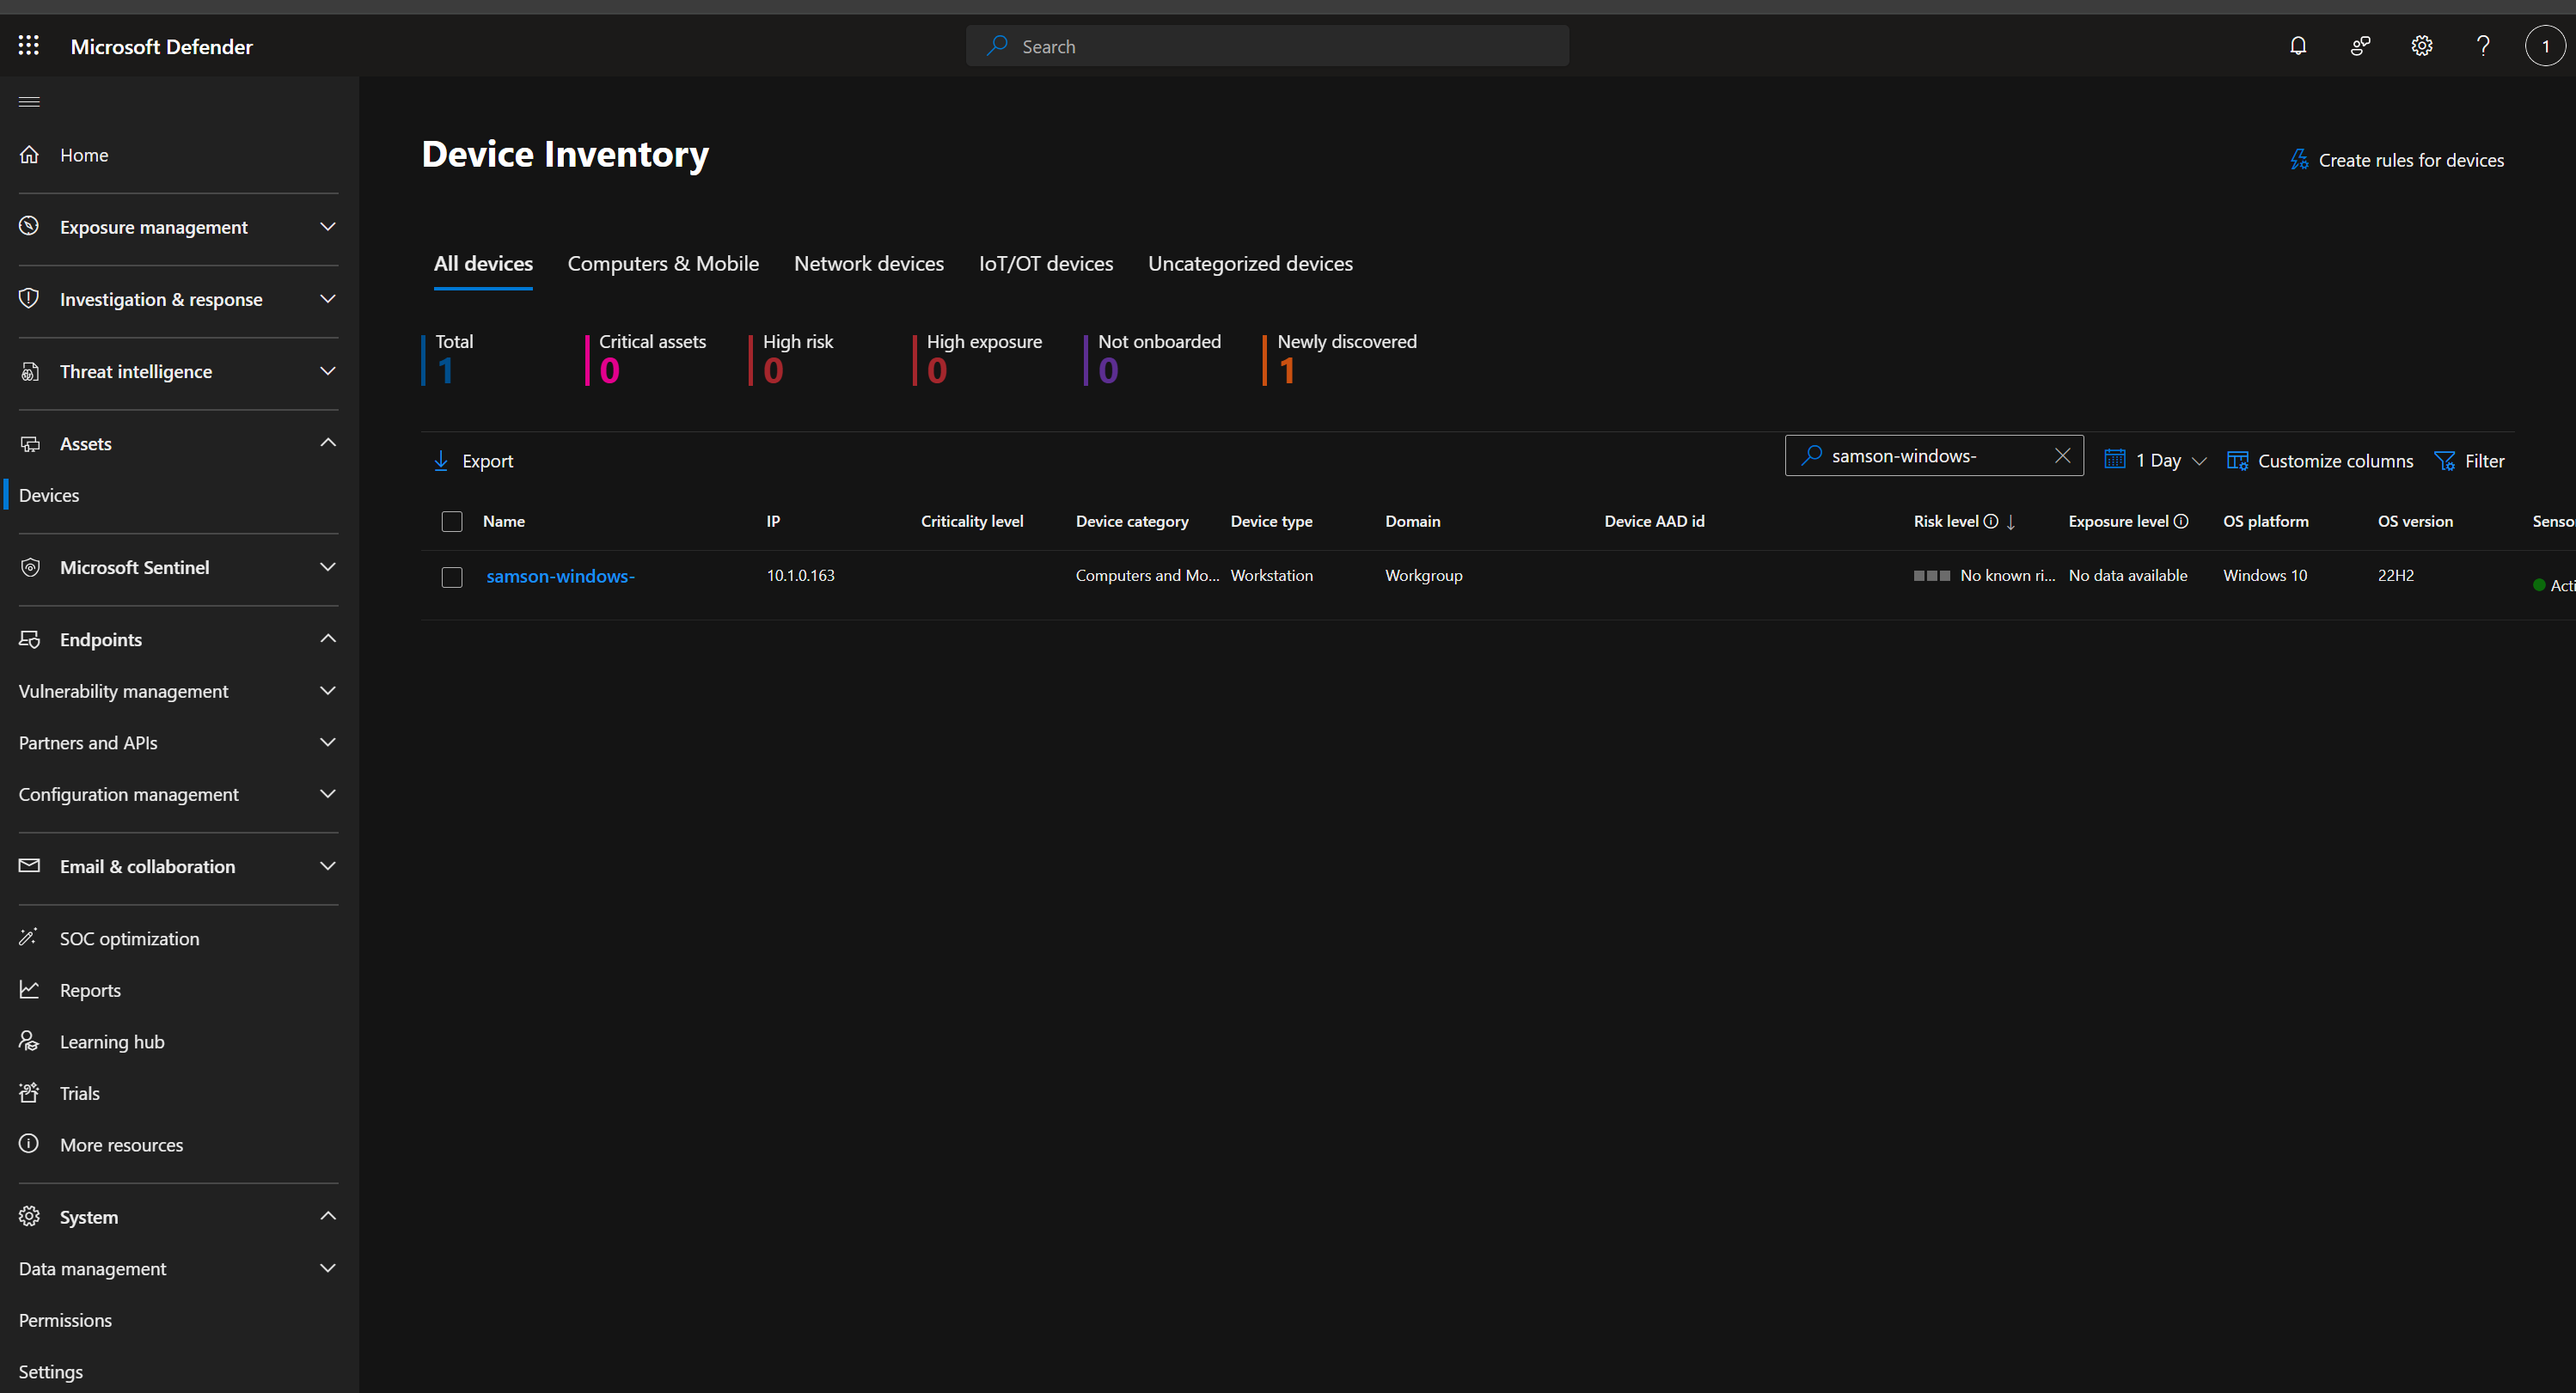 Microsoft Defender
Search
1
Home
Exposure management
Investigation & response
Threat intelligence
Assets
Devices
Microsoft Sentinel
Endpoints
Vulnerability management
Partners and APIs
Configuration management
Email & collaboration
SOC optimization
Reports
Learning hub
Trials
More resources
System
Data management
Permissions
Settings
Device Inventory
Create rules for devices
All devices Computers & Mobile Network devices IoT/OT devices Uncategorized devices
Total Critical assets High risk High exposure Not onboarded Newly discovered
1 0 0 0 0 1
Export samson-windows- 1 Day Customize columns Filter
Name IP Criticality level Device category Device type Domain Device AAD id Risk level Exposure level OS platform OS version Senso
samson-windows- 10.1.0.163 Computers and Mo... Workstation Workgroup No known ri... No data available Windows 10 22H2 Acti